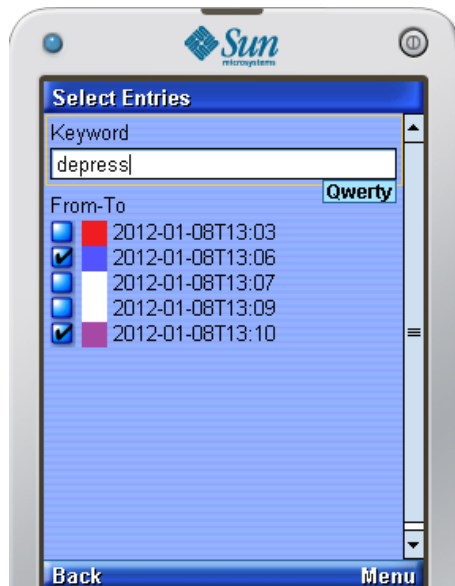 Sun
microsystems
Select Entries
Keyword
depress
Qwerty
From-To
2012-01-08T13:03
2012-01-08T13:06
2012-01-08T13:07
2012-01-08T13:09
2012-01-08T13:10
Back Menu